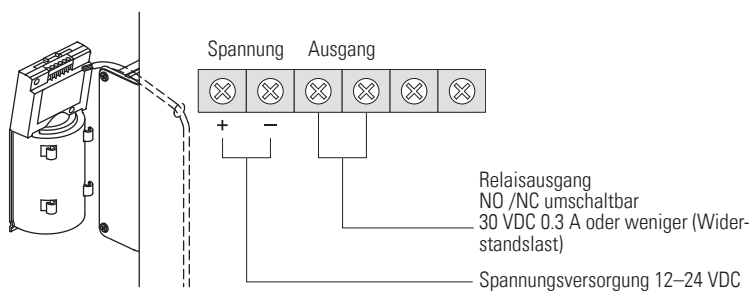 Spannung Ausgang
+ –
Relaisausgang
NO /NC umschaltbar
30 VDC 0.3 A oder weniger (Wider-
standslast)
Spannungsversorgung 12–24 VDC